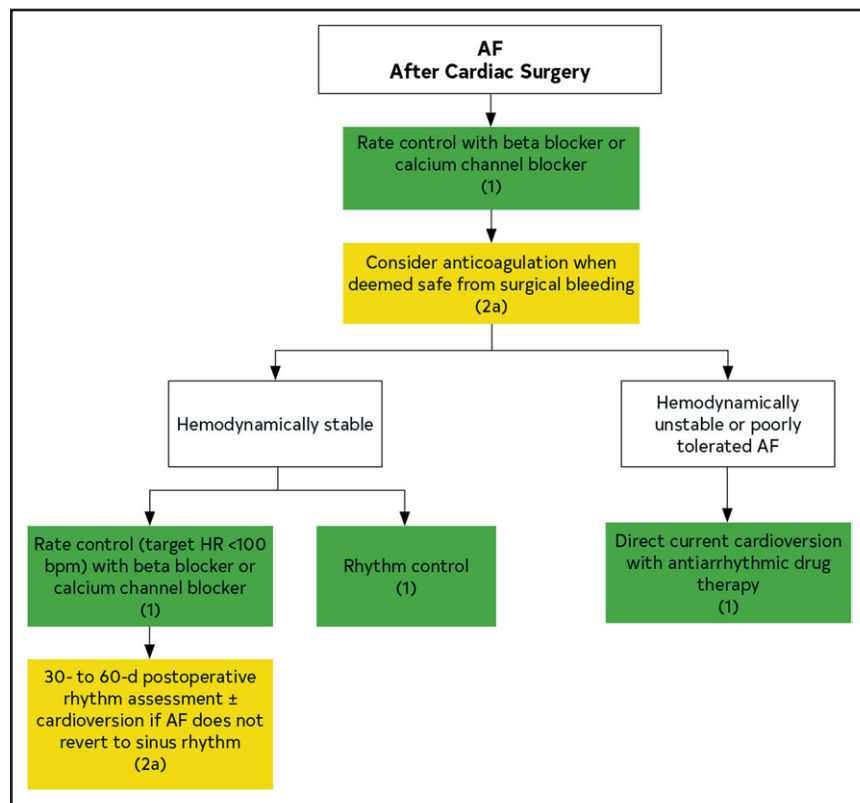 AF
After Cardiac Surgery
Rate control with beta blocker or
calcium channel blocker
(1)
Consider anticoagulation when
deemed safe from surgical bleeding
(2a)
Hemodynamically stable
Hemodynamically
unstable or poorly
tolerated AF
Rate control (target HR <100
bpm) with beta blocker or
calcium channel blocker
(1)
Rhythm control
(1)
Direct current cardioversion
with antiarrhythmic drug
therapy
(1)
30- to 60-d postoperative
rhythm assessment ±
cardioversion if AF does not
revert to sinus rhythm
(2a)